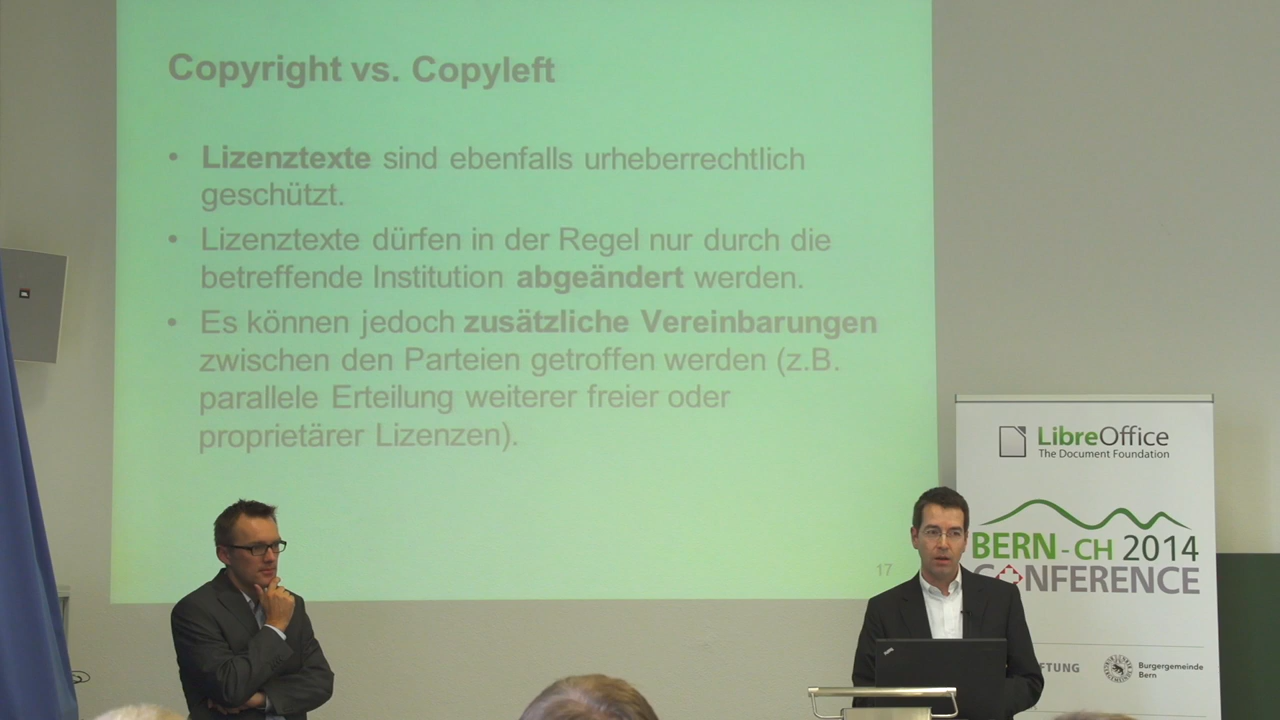 Copyright vs. Copyleft
• Lizenztexte sind ebenfalls urheberrechtlich
geschützt.
• Lizenztexte dürfen in der Regel nur durch die
betreffende Institution abgeändert werden.
• Es können jedoch zusätzliche Vereinbarungen
zwischen den Parteien getroffen werden (z.B.
parallele Erteilung weiterer freier oder
proprietärer Lizenzen).
17
LibreOffice
The Document Foundation
BERN - CH 2014
CONFERENCE
Burgergemeinde
Bern